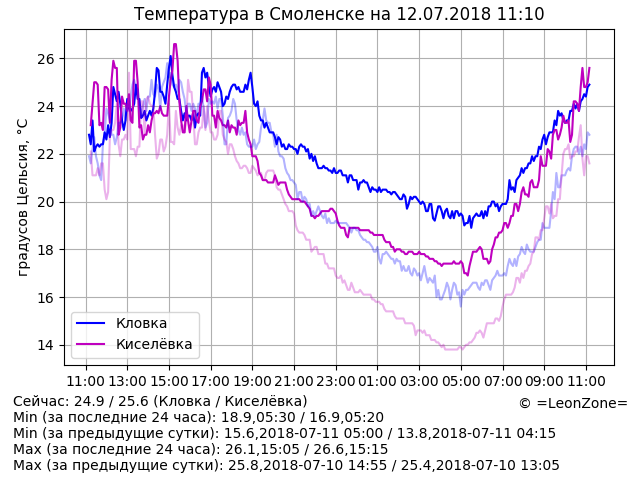 Температура в Смоленске на 12.07.2018 11:10
градусов Цельсия, °C
26
24
22
20
18
16
14
Кловка
Киселёвка
11:00 13:00 15:00 17:00 19:00 21:00 23:00 01:00 03:00 05:00 07:00 09:00 11:00
Сейчас: 24.9 / 25.6 (Кловка / Киселёвка)
© =LeonZone=
Min (за последние 24 часа): 18.9,05:30 / 16.9,05:20
Min (за предыдущие сутки): 15.6,2018-07-11 05:00 / 13.8,2018-07-11 04:15
Max (за последние 24 часа): 26.1,15:05 / 26.6,15:15
Max (за предыдущие сутки): 25.8,2018-07-10 14:55 / 25.4,2018-07-10 13:05